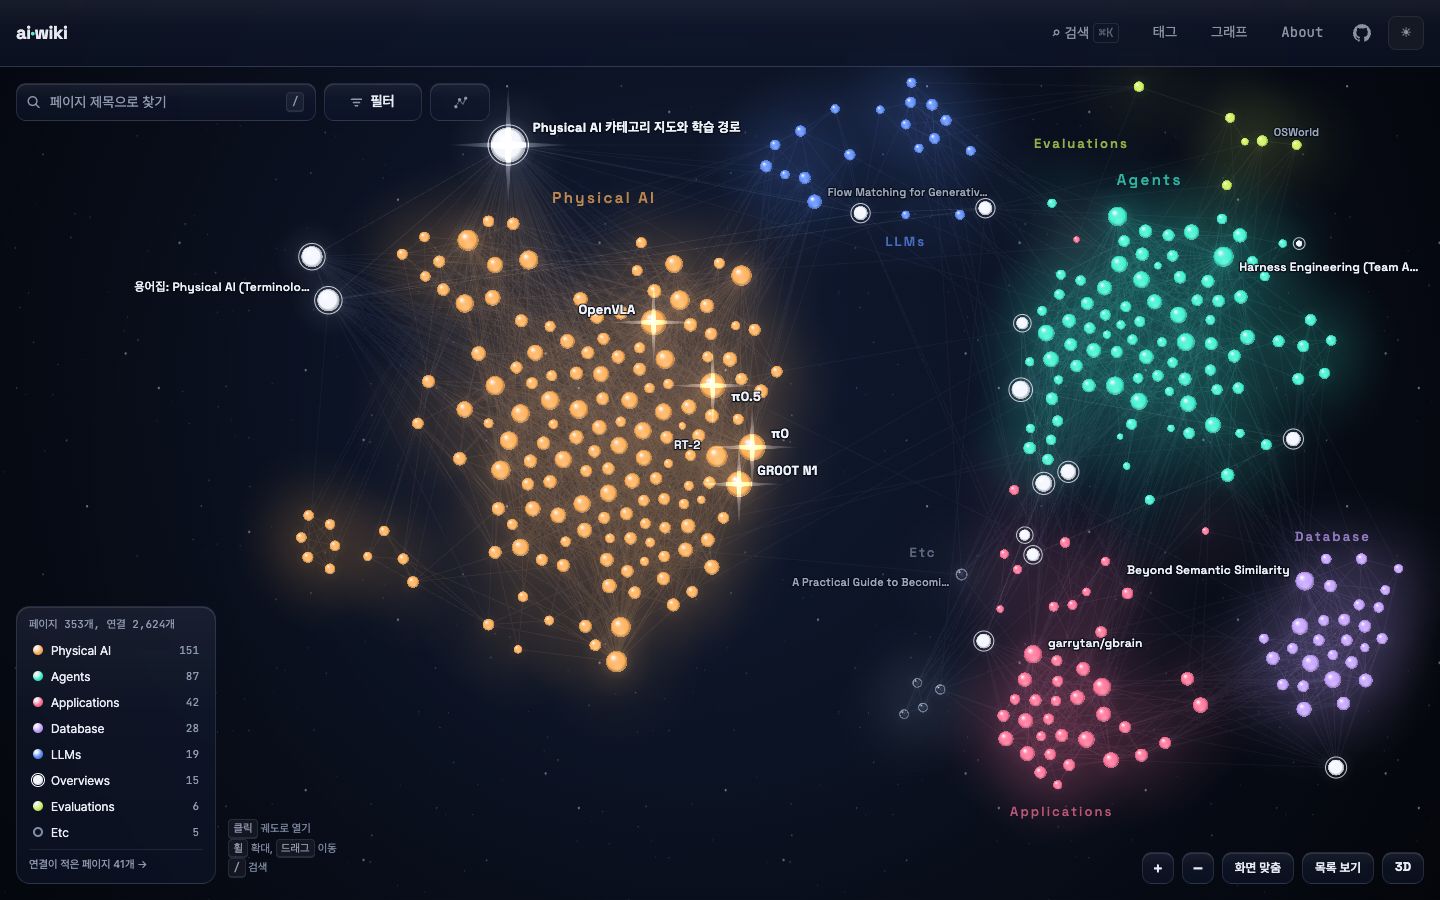 ai·wiki
검색 ⌘K
태그
그래프
About
페이지 제목으로 찾기 /
필터
Physical AI 카테고리 지도와 학습 경로
Evaluations
OSWorld
Agents
Physical AI
Flow Matching for Generativ...
LLMs
Harness Engineering (Team A...
용어집: Physical AI (Terminolo...
OpenVLA
π0.5
π0
RT-2
GR00T N1
Etc
A Practical Guide to Becomi...
Database
Beyond Semantic Similarity
garrytan/gbrain
Applications
페이지 353개, 연결 2,624개
Physical AI 151
Agents 87
Applications 42
Database 28
LLMs 19
Overviews 15
Evaluations 6
Etc 5
연결이 적은 페이지 41개 →
클릭 궤도로 열기
휠 확대, 드래그 이동
/ 검색
+
−
화면 맞춤
목록 보기
3D